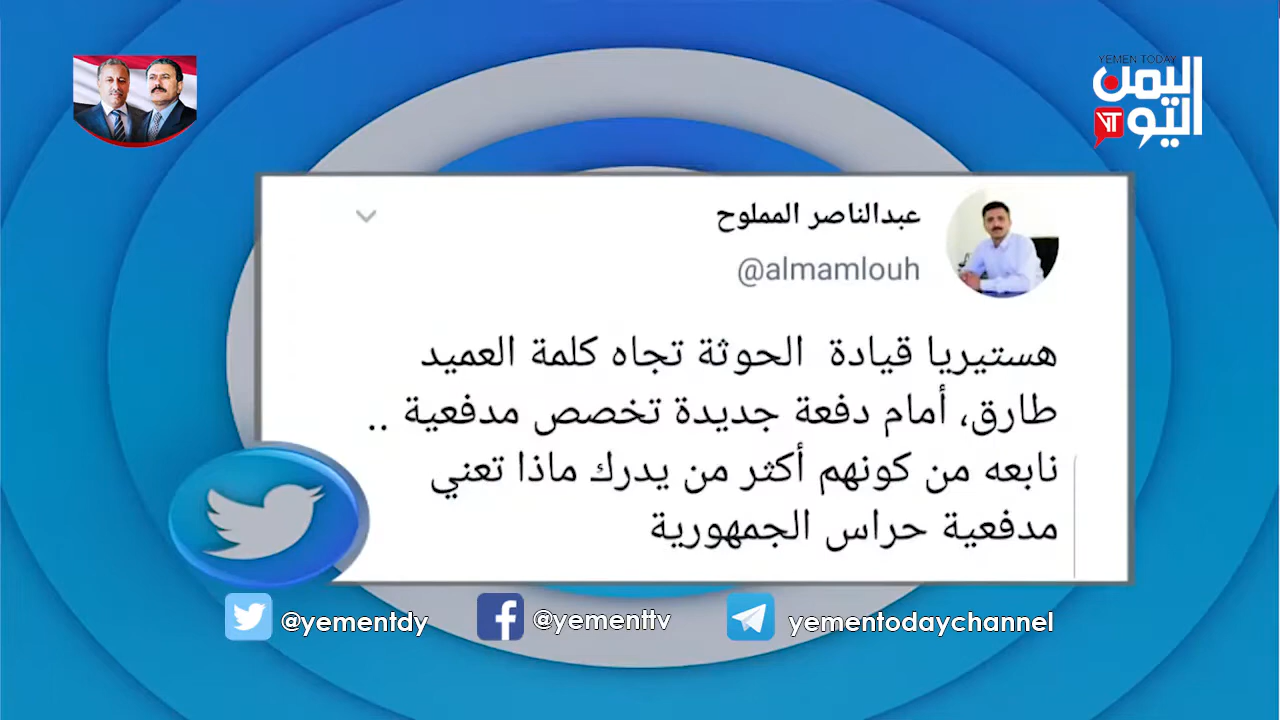 YEMEN TODAY
اليمن
اليوم
YT
عبدالناصر المملوح
@almamlouh
هستيريا قيادة الحوثة تجاه كلمة العميد
طارق، أمام دفعة جديدة تخصص مدفعية ..
نابعه من كونهم أكثر من يدرك ماذا تعني
مدفعية حراس الجمهورية
@yementdy
@yementtv
yementodaychannel